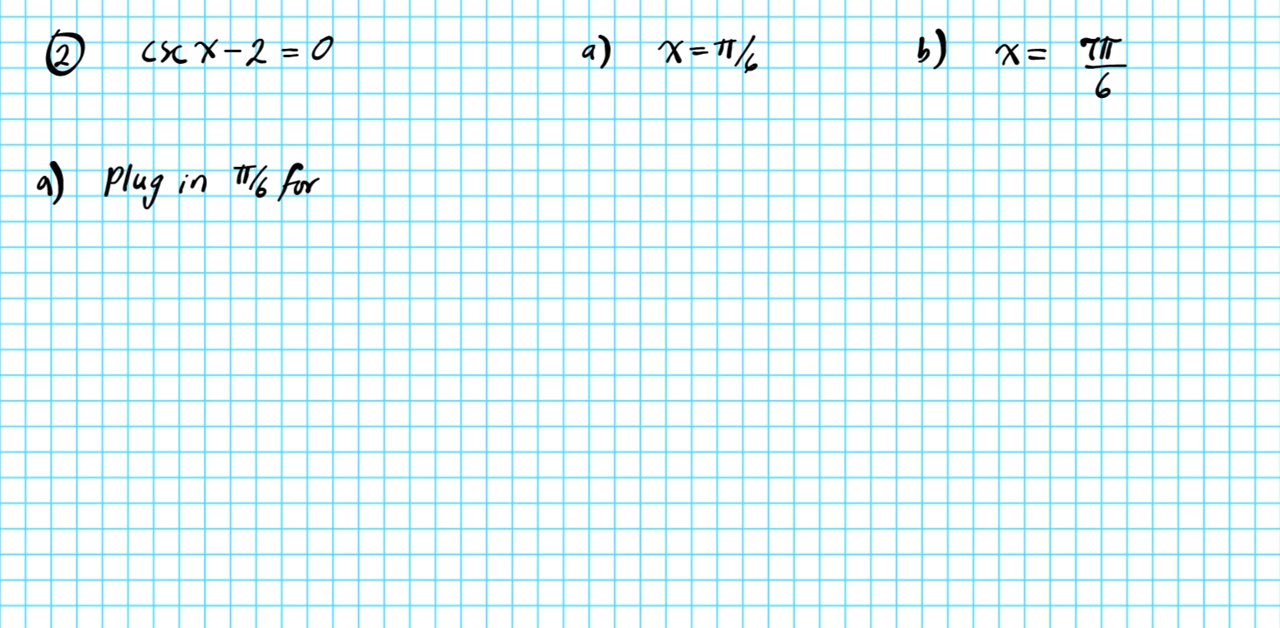 ② csc x - 2 = 0 a) x = π/6 b) x = 7π/6
a) Plug in π/6 for